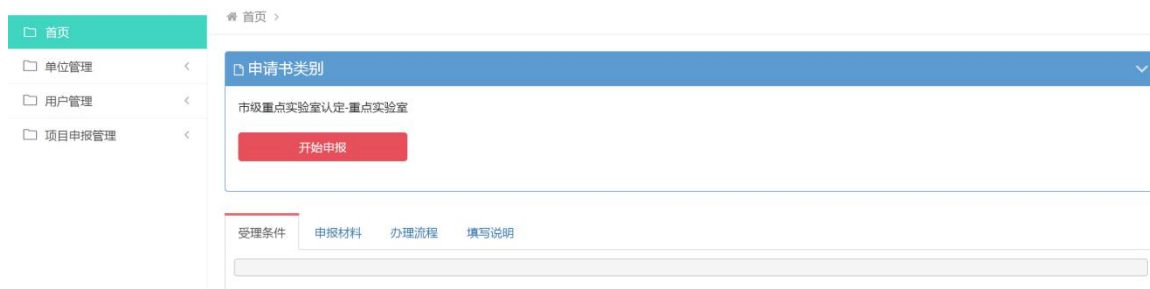 首页 >
首页
单位管理
用户管理
项目申报管理
申请书类别
市级重点实验室认定-重点实验室
开始申报
受理条件 申报材料 办理流程 填写说明